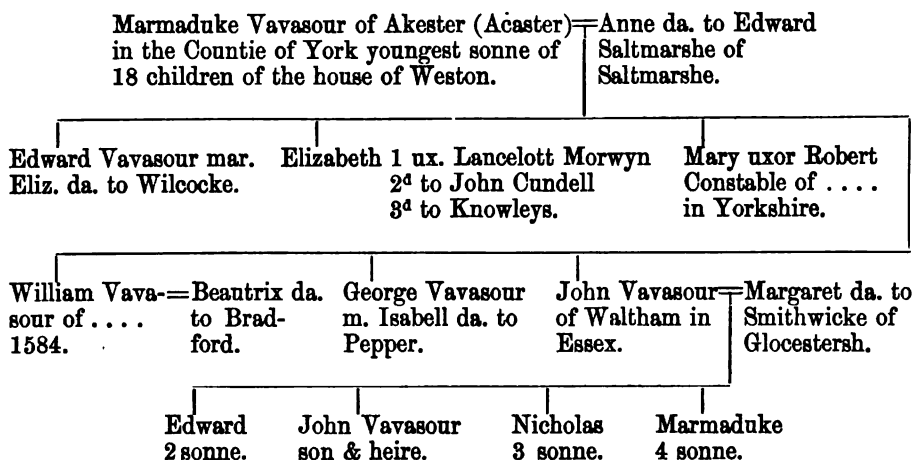 Marmaduke Vavasour of Akester (Acaster)=Anne da. to Edward
in the Countie of York youngest sonne of Saltmarshe of
18 children of the house of Weston. Saltmarshe.
Edward Vavasour mar. Elizabeth 1 ux. Lancelott Morwyn Mary uxor Robert
Eliz. da. to Wilcocke. 2d to John Cundell Constable of . . . .
3d to Knowleys. in Yorkshire.
William Vava-=Beautrix da. George Vavasour John Vavasour=Margaret da. to
sour of . . . . to Brad- m. Isabell da. to of Waltham in Smithwicke of
1584. ford. Pepper. Essex. Glocestersh.
Edward John Vavasour Nicholas Marmaduke
2 sonne. son & heire. 3 sonne. 4 sonne.